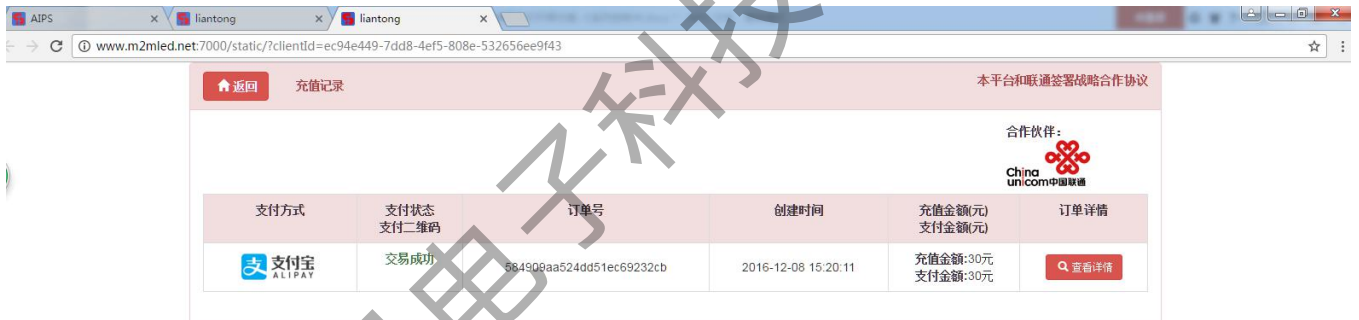 AIPS
liantong
liantong
www.m2mled.net:7000/static/?clientId=ec94e449-7dd8-4ef5-808e-532656ee9f43
返回
充值记录
本平台和联通签署战略合作协议
合作伙伴：
China
unicom中国联通
支付方式
支付状态
支付二维码
订单号
创建时间
充值金额(元)
支付金额(元)
订单详情
支付宝
ALIPAY
交易成功
584909aa524dd51ec69232cb
2016-12-08 15:20:11
充值金额:30元
支付金额:30元
查看详情
电子科技